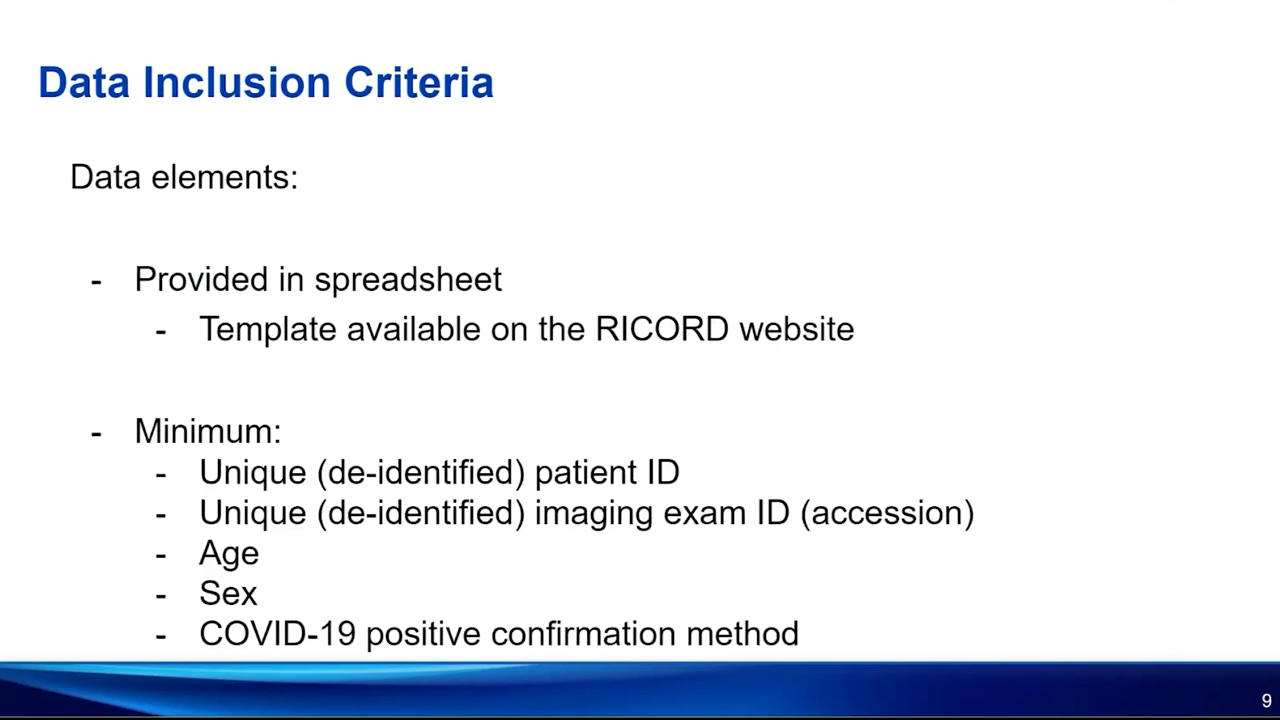 Data Inclusion Criteria
Data elements:
- Provided in spreadsheet
- Template available on the RICORD website
- Minimum:
- Unique (de-identified) patient ID
- Unique (de-identified) imaging exam ID (accession)
- Age
- Sex
- COVID-19 positive confirmation method
9